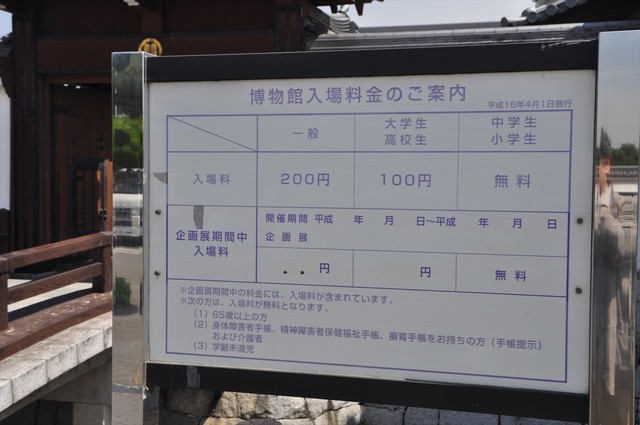 博物館入場料金のご案内
平成16年4月1日施行
一般
大学生
高校生
中学生
小学生
入場料
200円
100円
無料
企画展期間中
入場料
開催期間 平成 年 月 日～平成 年 月 日
企画展
円
円
無料
※企画展期間中の料金には、入場料が含まれています。
※次の方は、入場料が無料となります。
(1) 65歳以上の方
(2) 身体障害者手帳、精神障害者保健福祉手帳、療育手帳をお持ちの方（手帳提示）
および介護者
(3) 学齢未満児